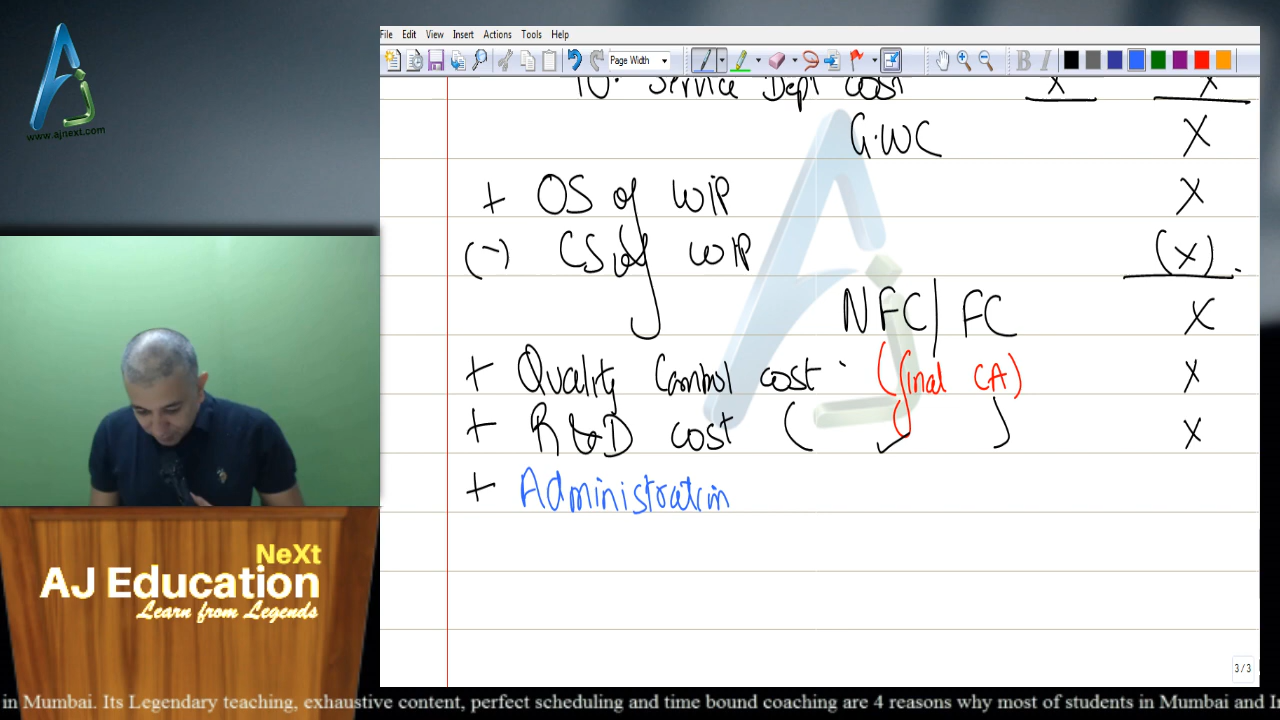 www.ajnext.com
File Edit View Insert Actions Tools Help
Page Width
B I U
10. Service Dept cost X X
G.WC X
+ OS of WIP X
(-) CS of WIP (X)
NFC | FC X
+ Quality Control cost (final CA) X
+ R & D cost ( ) X
+ Administration
NeXt
AJ Education
Learn from Legends
3/3
in Mumbai. Its Legendary teaching, exhaustive content, perfect scheduling and time bound coaching are 4 reasons why most of students in Mumbai and I